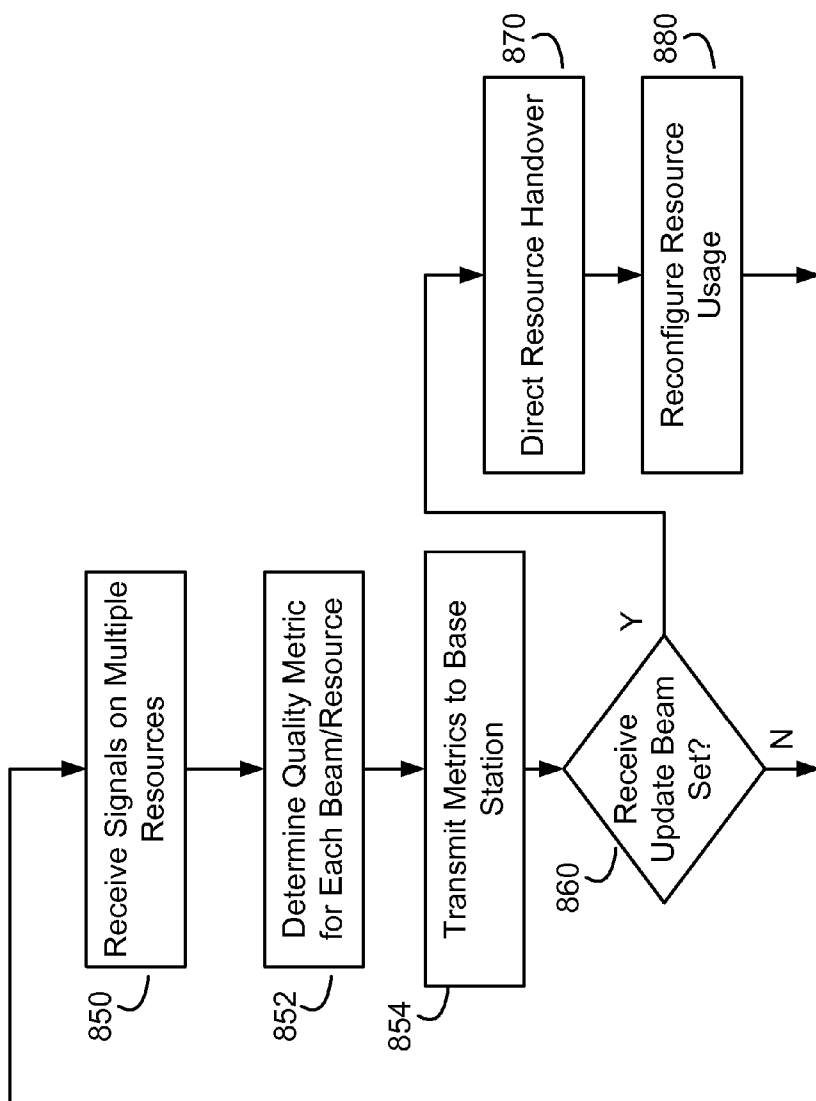 Receive Signals on Multiple
Resources
850
Determine Quality Metric
for Each Beam/Resource
852
Transmit Metrics to Base
Station
854
Receive
Update Beam
Set?
860
Y
N
Direct Resource Handover
870
Reconfigure Resource
Usage
880